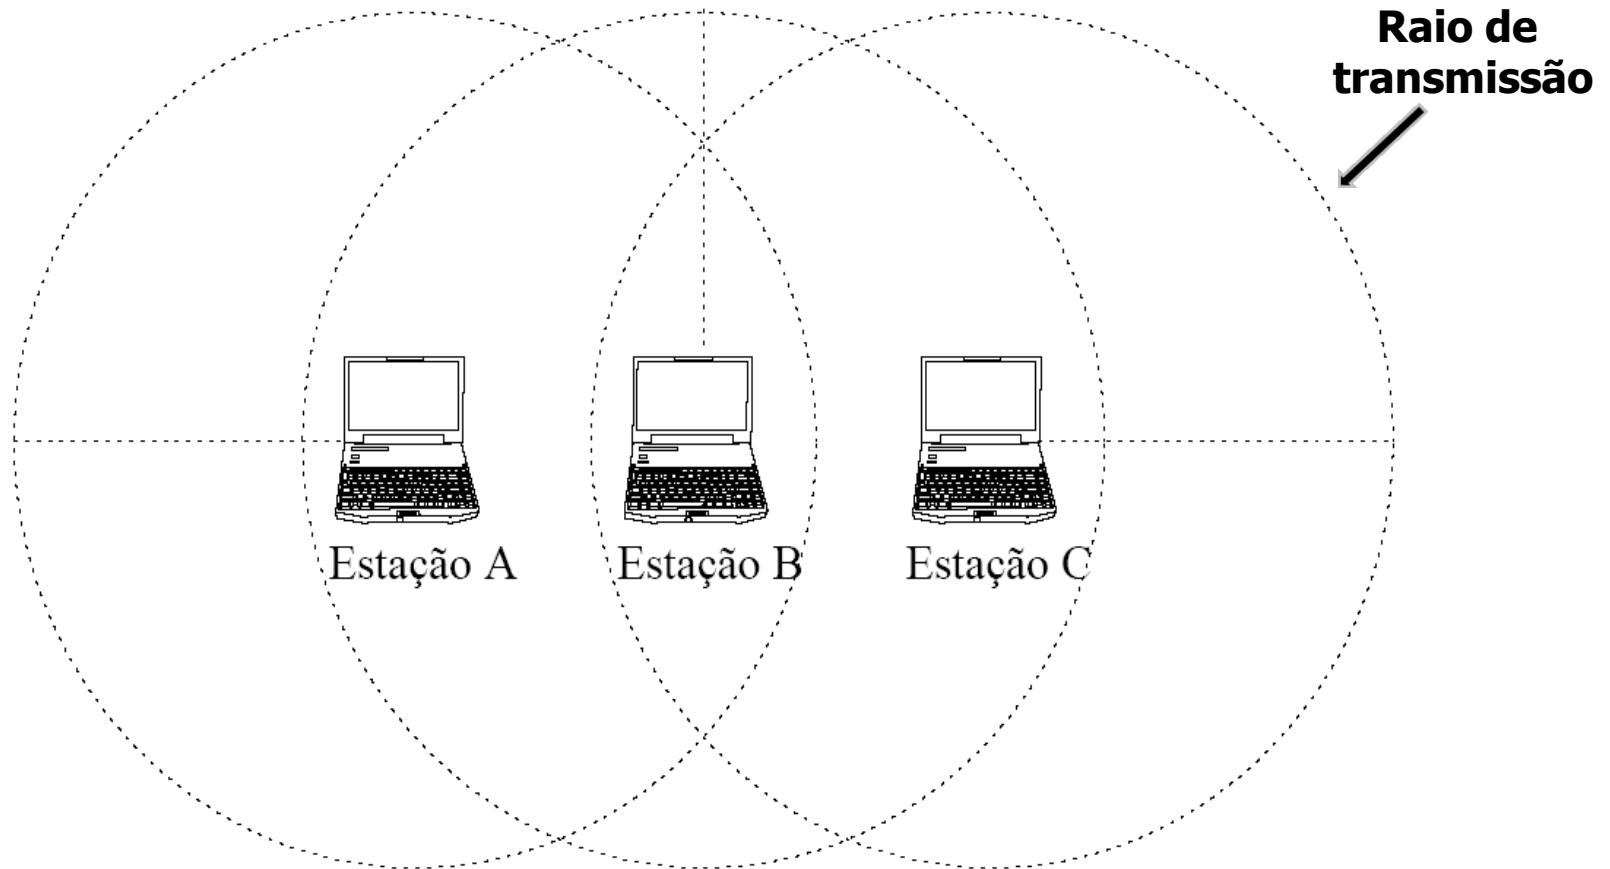 Raio de
transmissão
Estação A
Estação B
Estação C